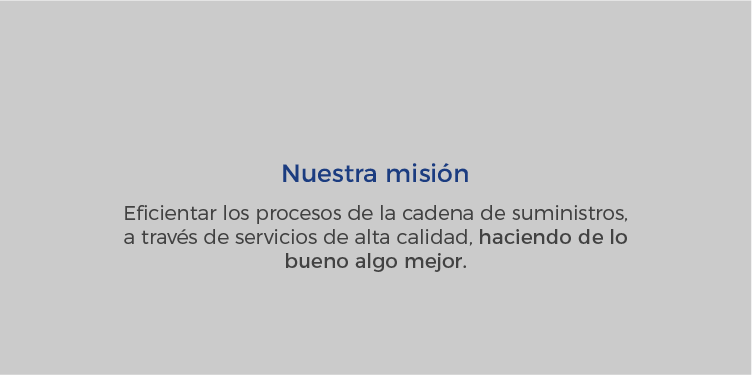 Nuestra misión
Eficientar los procesos de la cadena de suministros,
a través de servicios de alta calidad, haciendo de lo
bueno algo mejor.